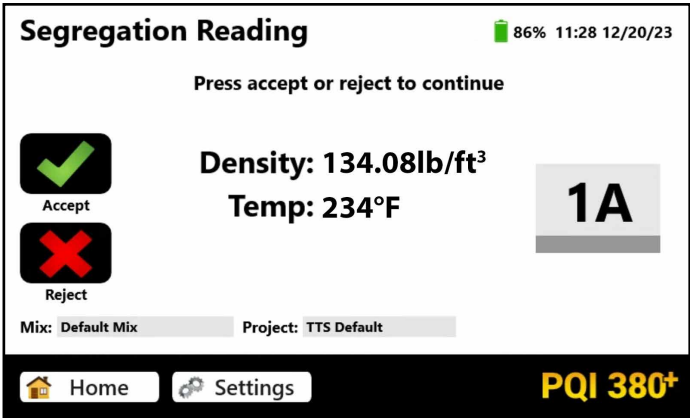 Segregation Reading
86% 11:28 12/20/23
Press accept or reject to continue
Accept
Density: 134.08lb/ft³
Temp: 234°F
1A
Reject
Mix: Default Mix Project: TTS Default
Home Settings PQI 380+